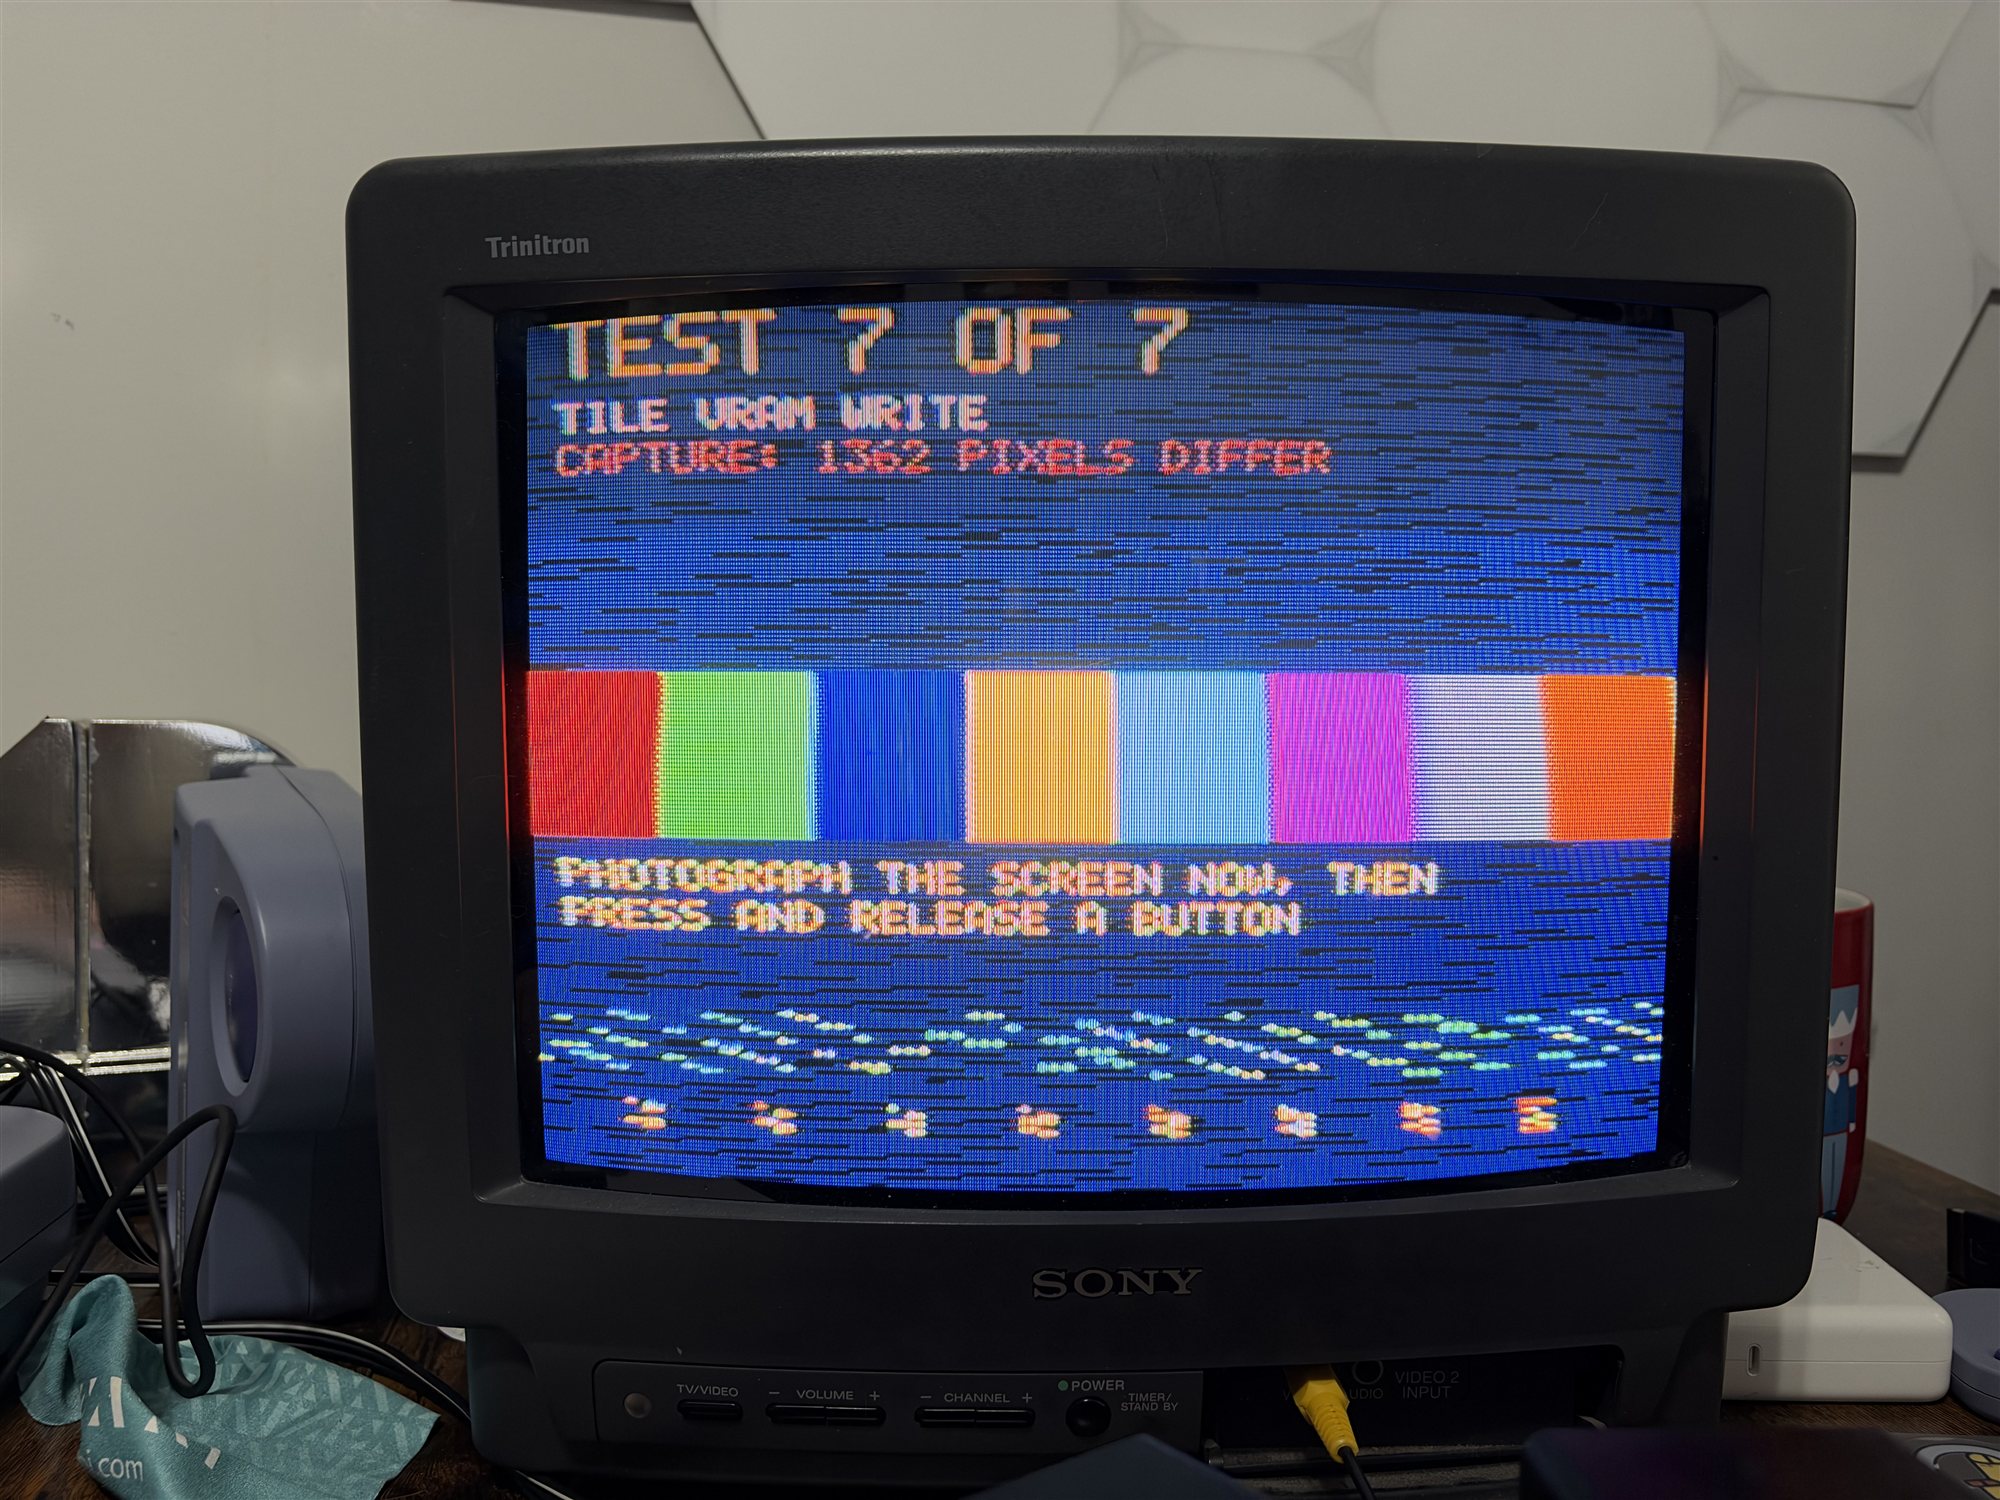 Trinitron
TEST 7 OF 7
TILE VRAM WRITE
CAPTURE: 1362 PIXELS DIFFER
PHOTOGRAPH THE SCREEN NOW, THEN
PRESS AND RELEASE A BUTTON
SONY
TV/VIDEO
− VOLUME +
− CHANNEL +
POWER
TIMER/
STAND BY
VIDEO 2
INPUT
.com